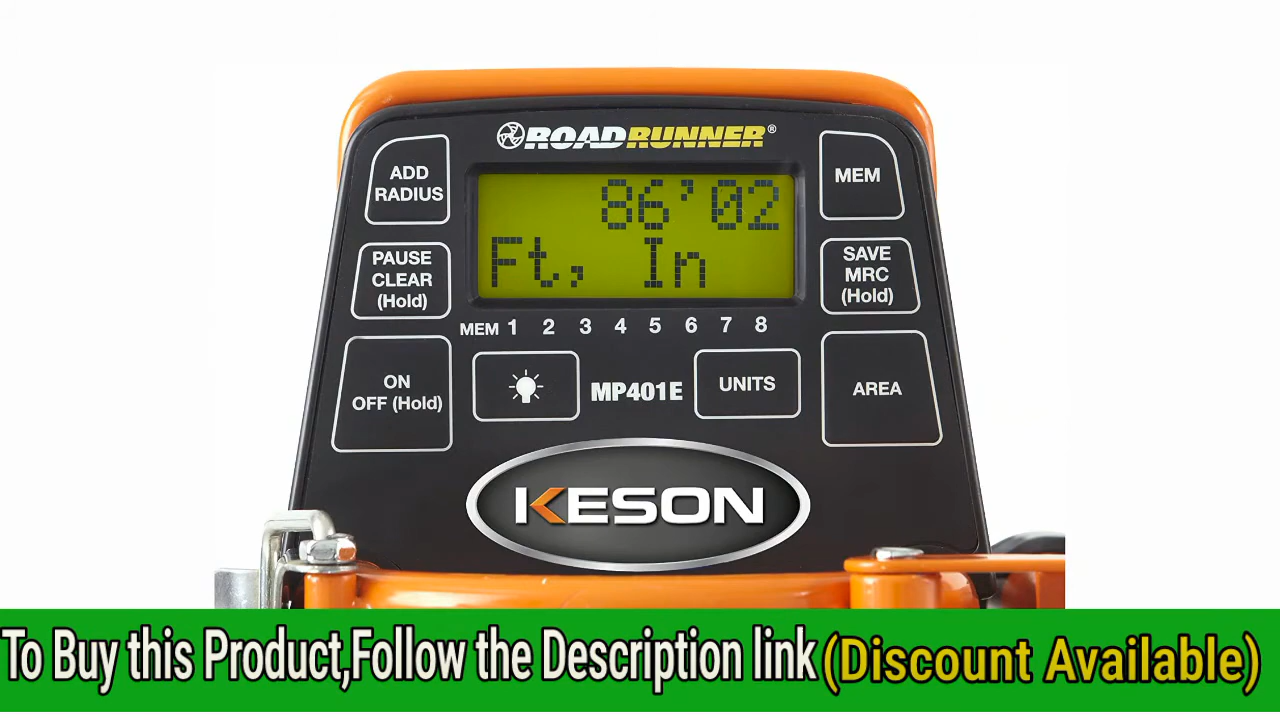 ROADRUNNER®
ADD
RADIUS
86'02
Ft, In
MEM
PAUSE
CLEAR
(Hold)
SAVE
MRC
(Hold)
MEM 1 2 3 4 5 6 7 8
ON
OFF (Hold)
MP401E
UNITS
AREA
KESON
To Buy this Product,Follow the Description link (Discount Available)